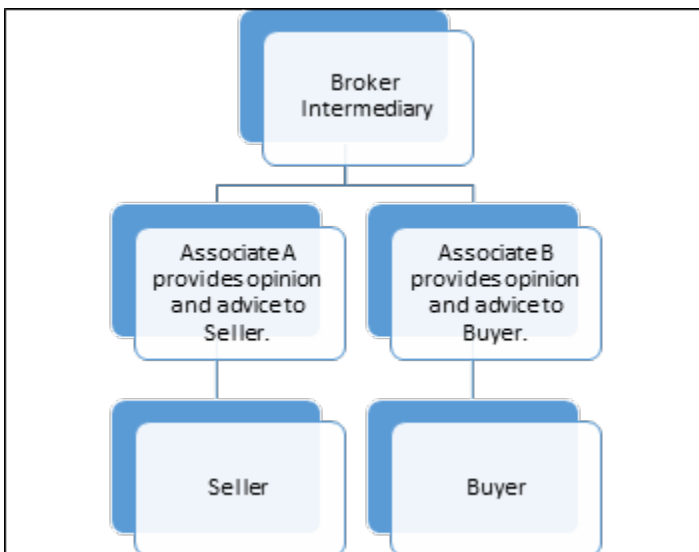 Broker
Intermediary
Associate A
provides opinion
and advice to
Seller.
Associate B
provides opinion
and advice to
Buyer.
Seller
Buyer